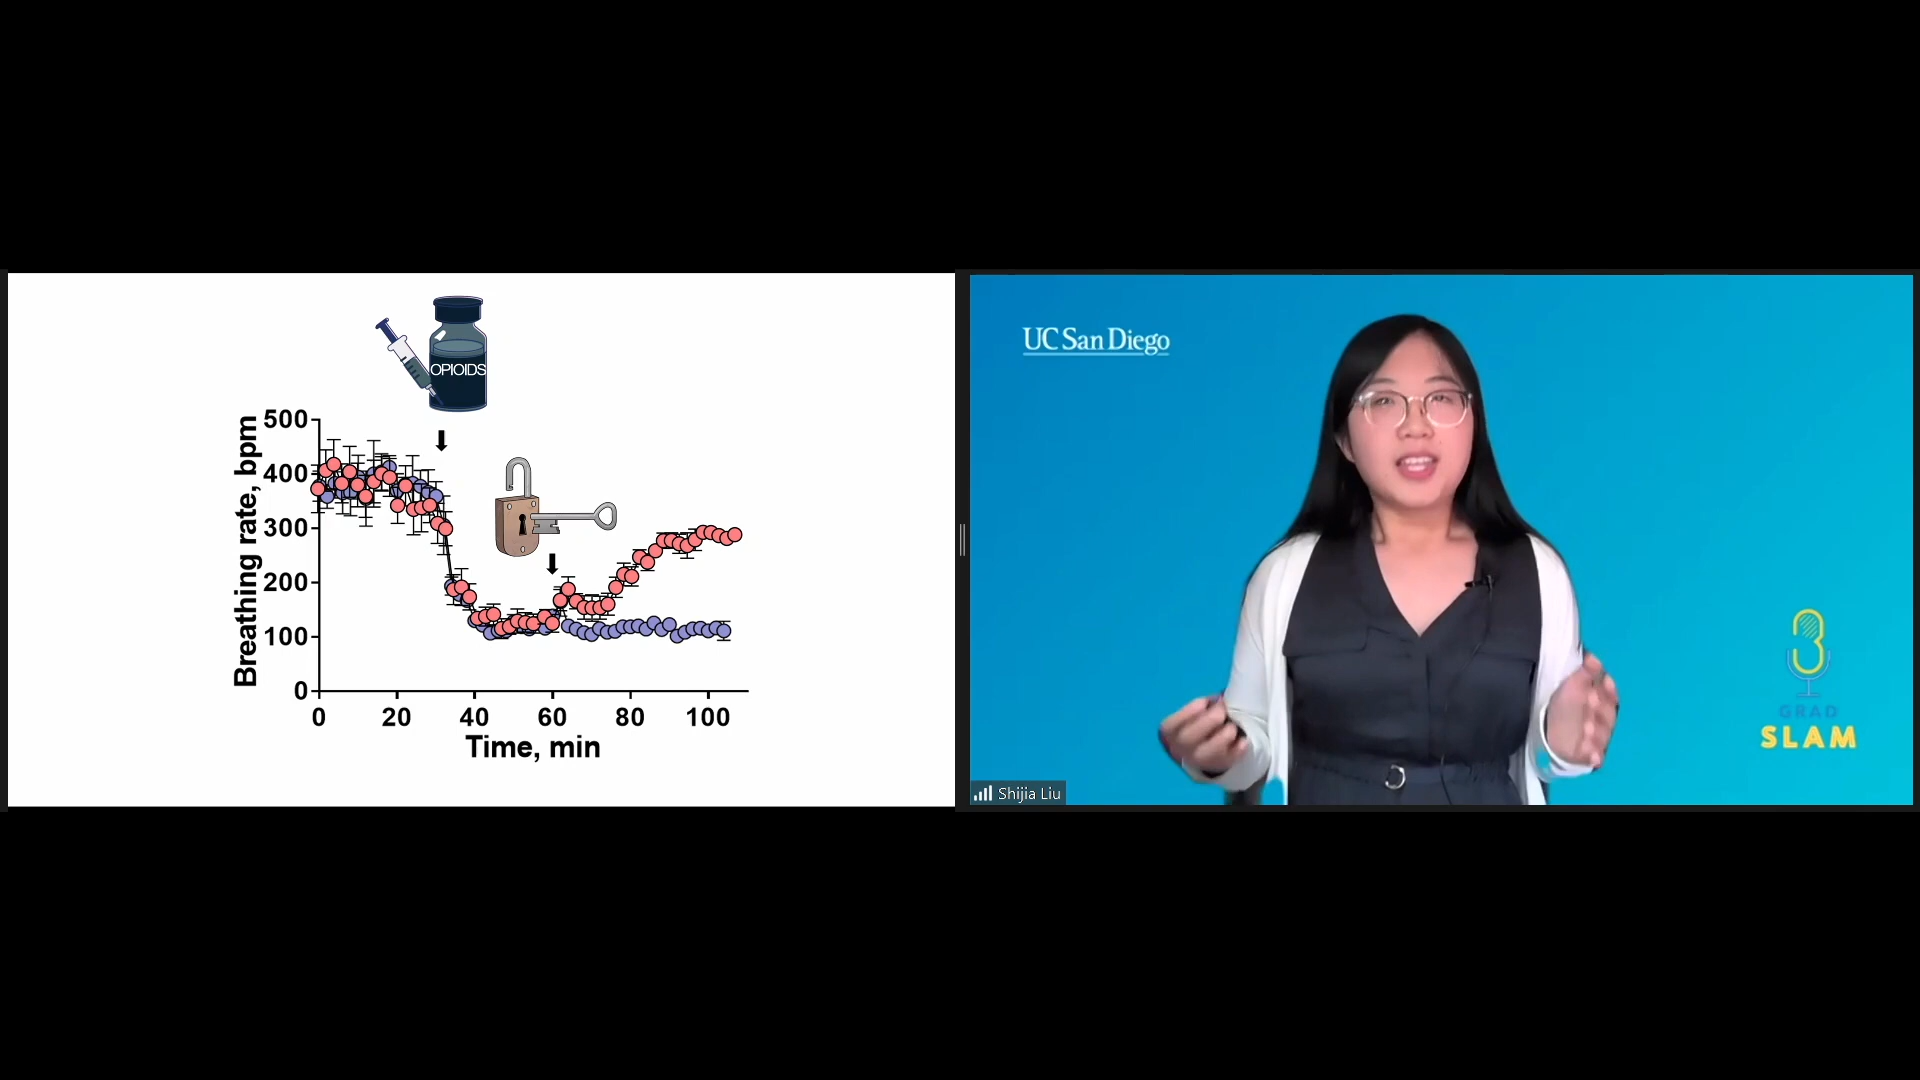 OPIOIDS
Breathing rate, bpm
500
400
300
200
100
0
0 20 40 60 80 100
Time, min
UC San Diego
GRAD
SLAM
Shijia Liu